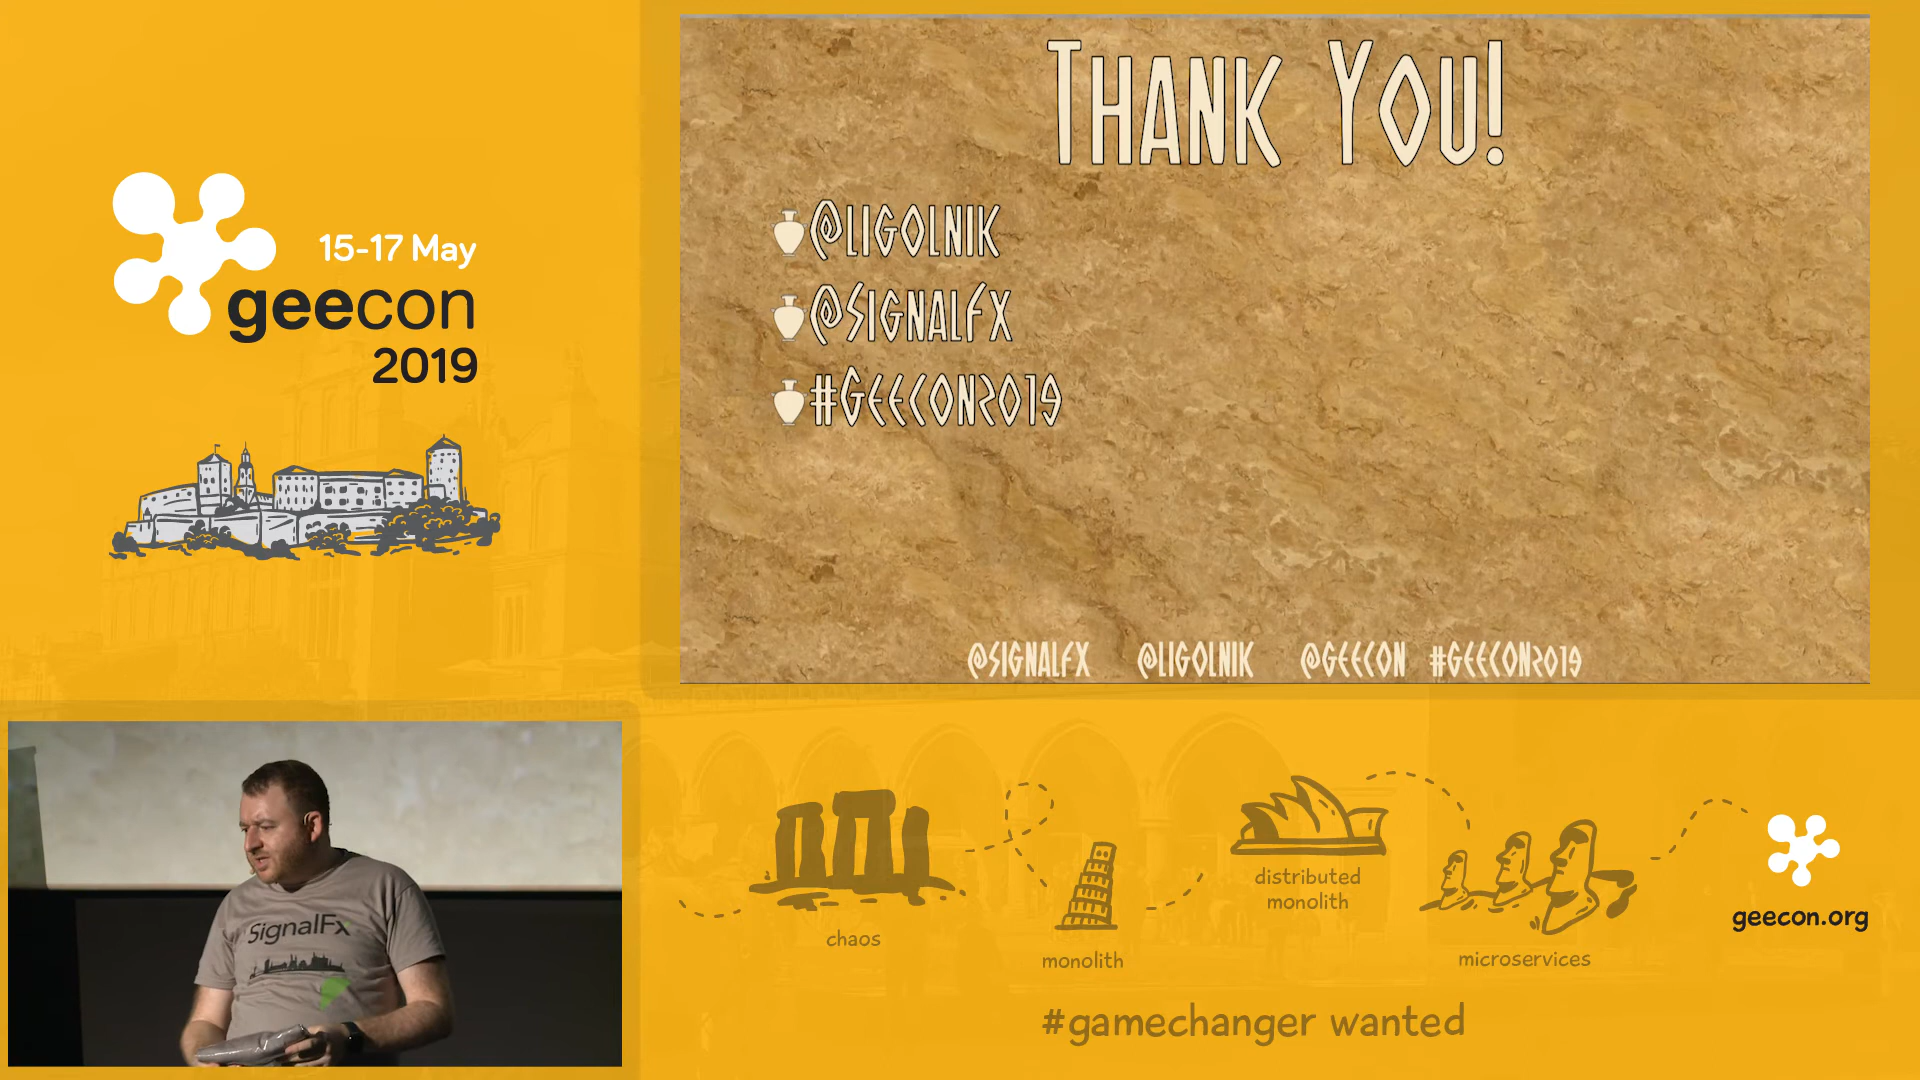 15-17 May
geecon
2019
THANK YOU!
@LIGOLNIK
@SIGNALFX
#GEECON2019
@SIGNALFX @LIGOLNIK @GEECON #GEECON2019
SignalFx
chaos
monolith
distributed
monolith
microservices
geecon.org
#gamechanger wanted